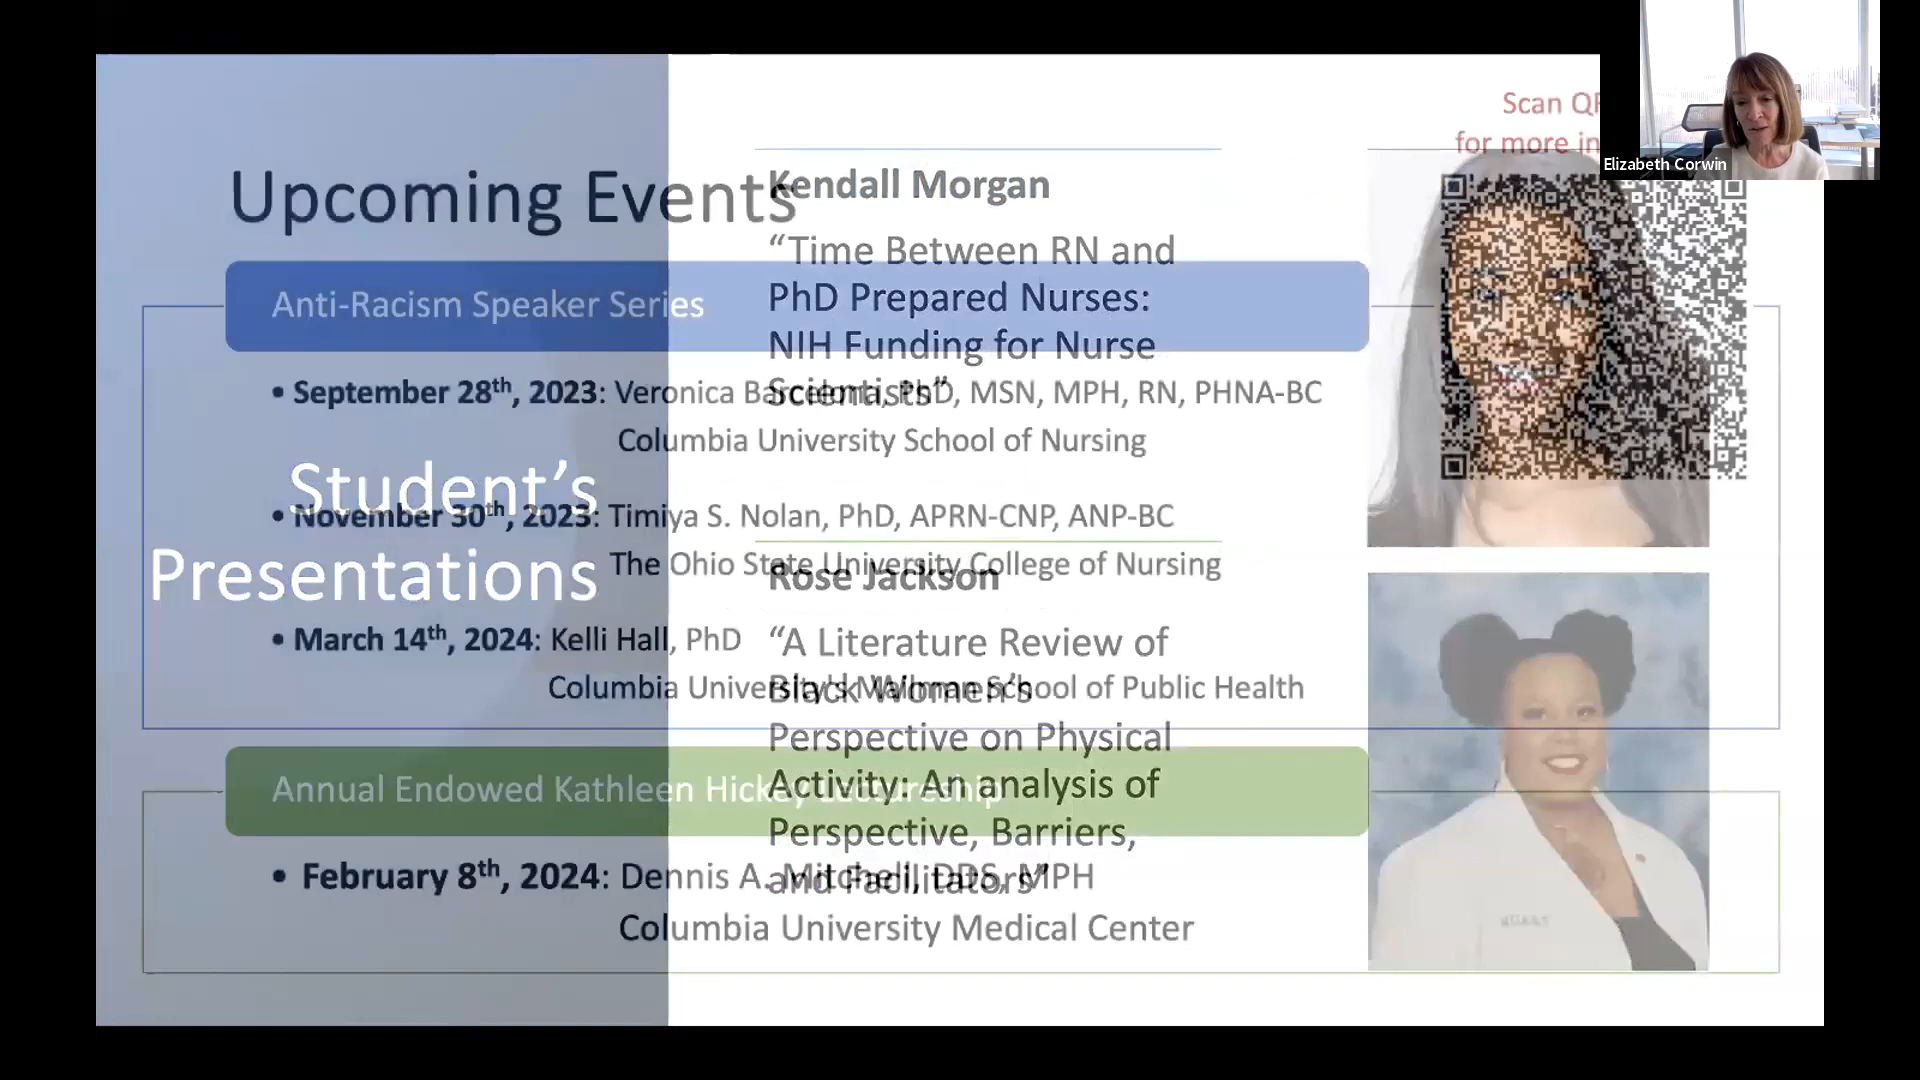 Scan QR
for more in
Elizabeth Corwin
Upcoming Events
Anti-Racism Speaker Series
• September 28th, 2023: Veronica Barcelona, PhD, MSN, MPH, RN, PHNA-BC
Columbia University School of Nursing
• November 30th, 2023: Timiya S. Nolan, PhD, APRN-CNP, ANP-BC
The Ohio State University College of Nursing
• March 14th, 2024: Kelli Hall, PhD
Columbia University's Mailman School of Public Health
Annual Endowed Kathleen Hickey Lectureship
• February 8th, 2024: Dennis A. Mitchell, DDS, MPH
Columbia University Medical Center
Student’s
Presentations
Kendall Morgan
“Time Between RN and
PhD Prepared Nurses:
NIH Funding for Nurse
Scientists”
Rose Jackson
“A Literature Review of
Black Women’s
Perspective on Physical
Activity: An analysis of
Perspective, Barriers,
and Facilitators”